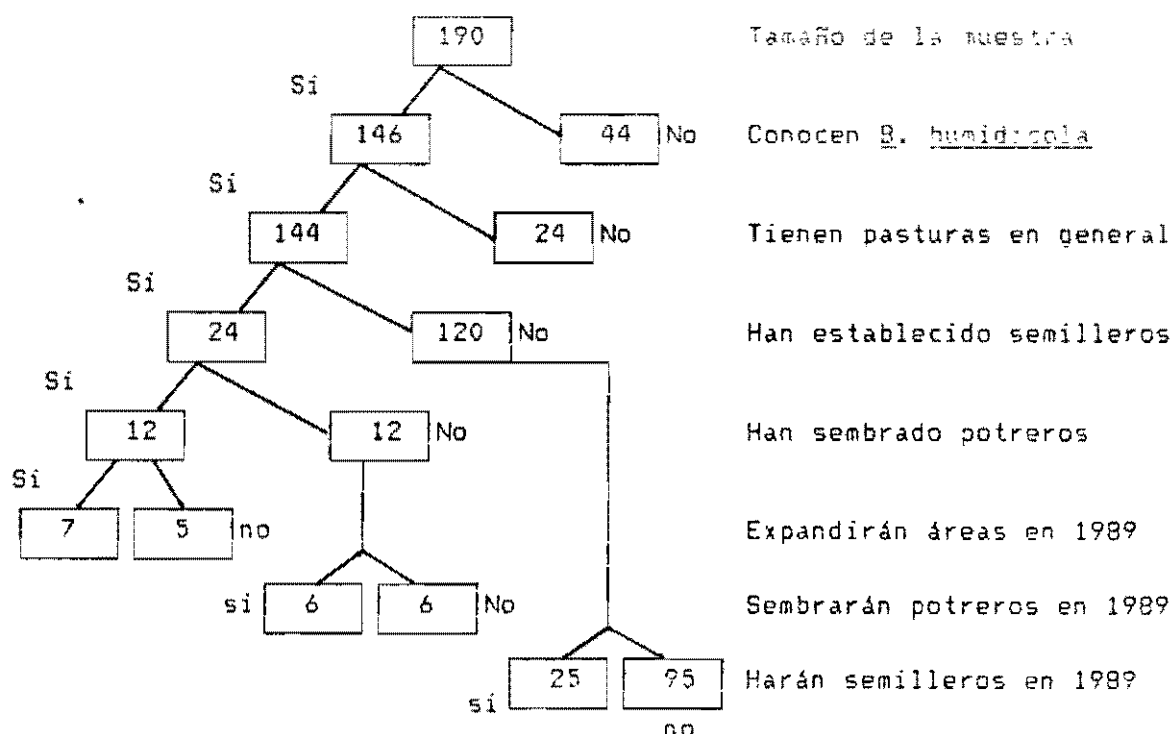 190 Tamaño de la muestra
Sí
146 44 No Conocen B. humidicola
Sí
144 24 No Tienen pasturas en general
Sí
24 120 No Han establecido semilleros
Sí
12 12 No Han sembrado potreros
Sí
7 5 no Expandirán áreas en 1989
sí 6 6 No Sembrarán potreros en 1989
25 95 Harán semilleros en 1989
sí
no